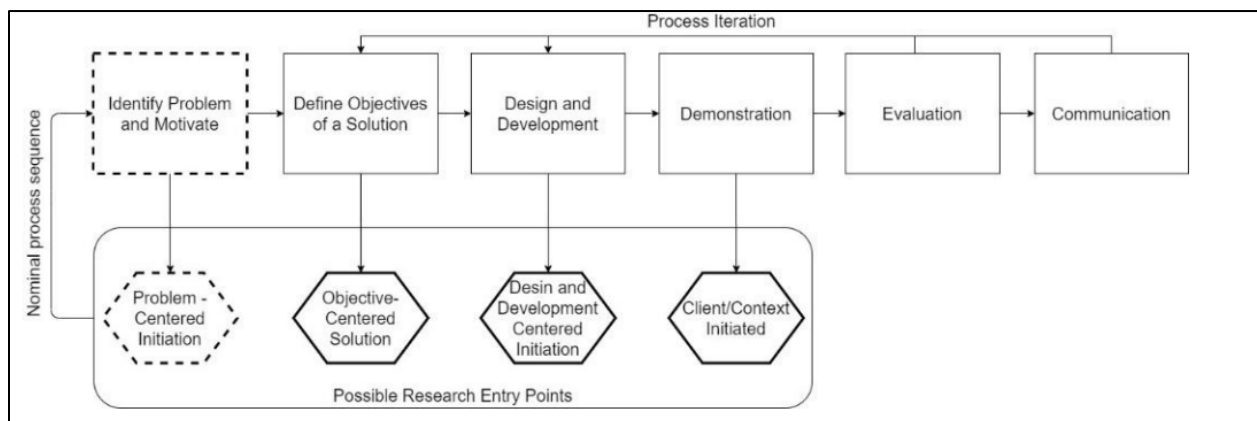 Process Iteration
Identify Problem
and Motivate
Define Objectives
of a Solution
Design and
Development
Demonstration
Evaluation
Communication
Nominal process sequence
Problem -
Centered
Initiation
Objective-
Centered
Solution
Desin and
Development
Centered
Initiation
Client/Context
Initiated
Possible Research Entry Points